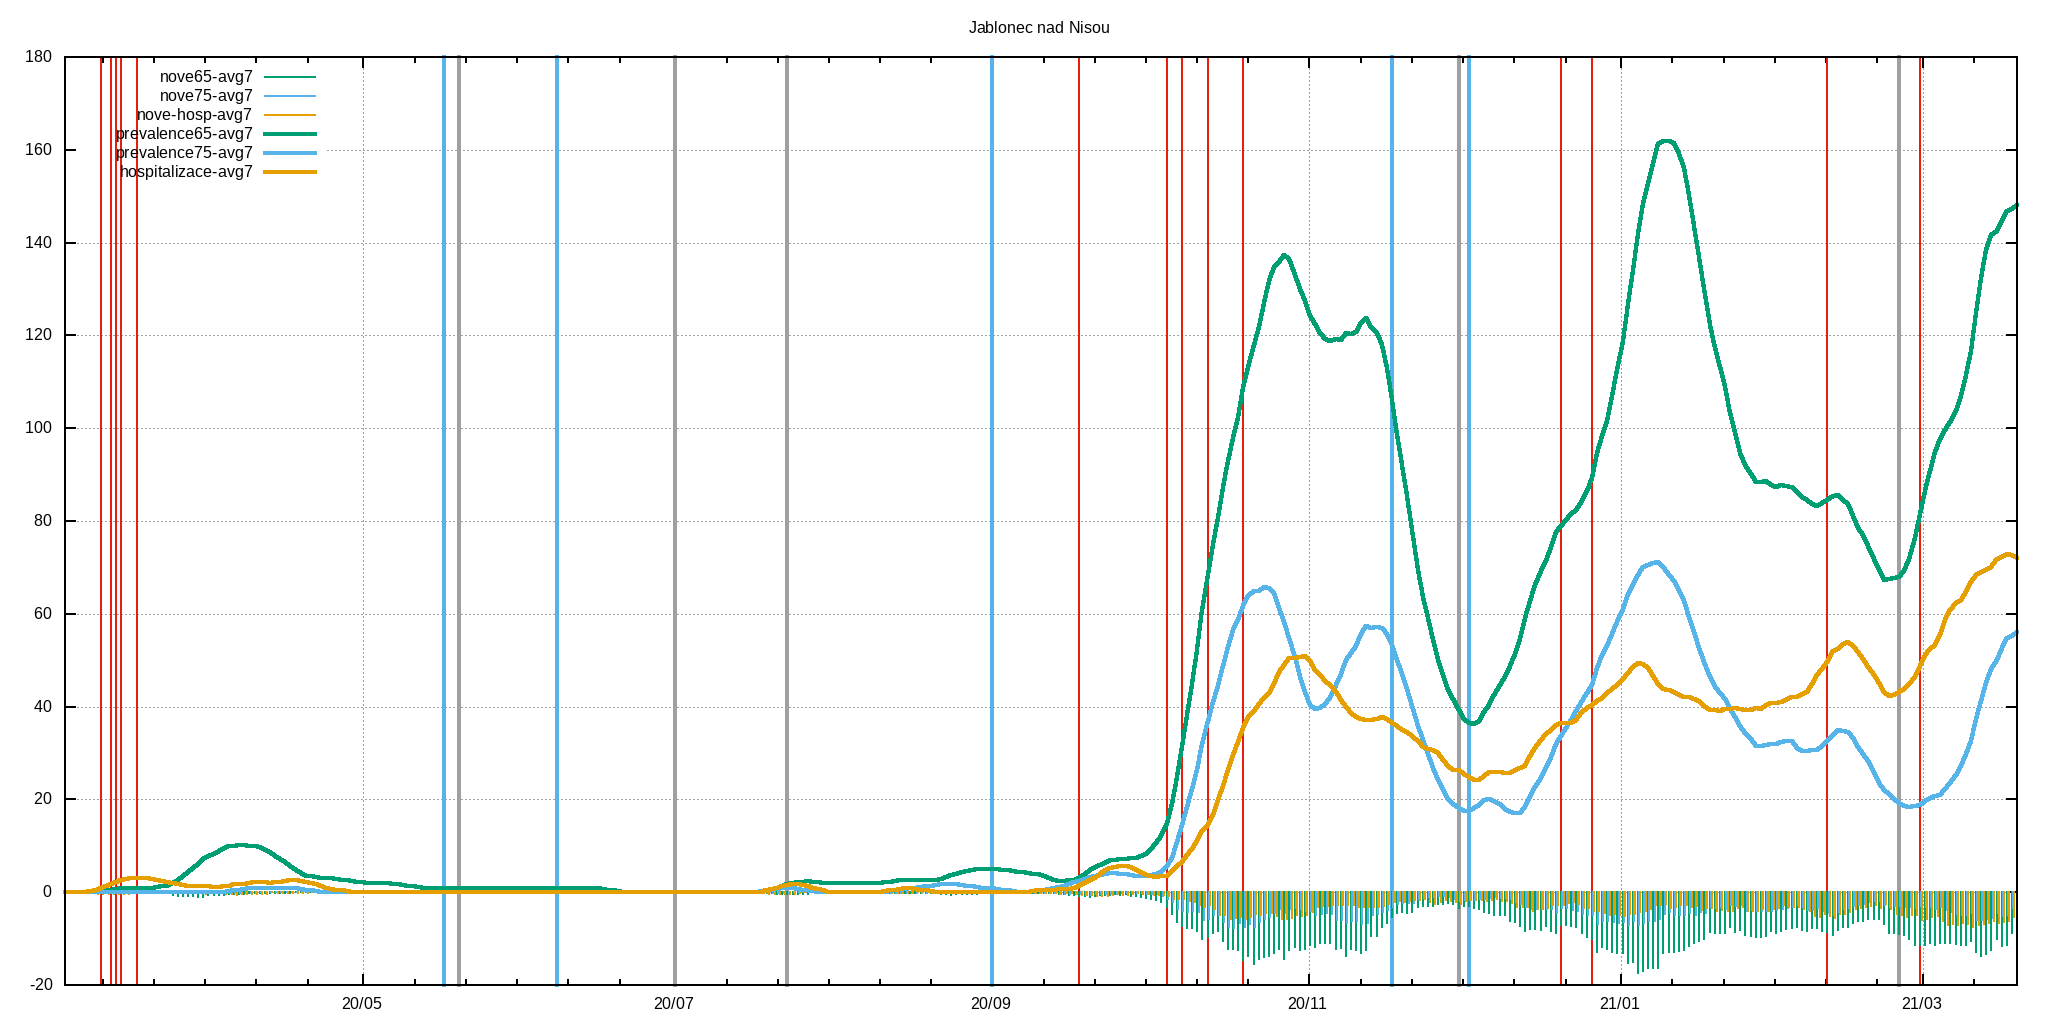 Jablonec nad Nisou
180
160
140
120
100
80
60
40
20
0
-20
nove65-avg7
nove75-avg7
nove-hosp-avg7
prevalence65-avg7
prevalence75-avg7
hospitalizace-avg7
20/05 20/07 20/09 20/11 21/01 21/03